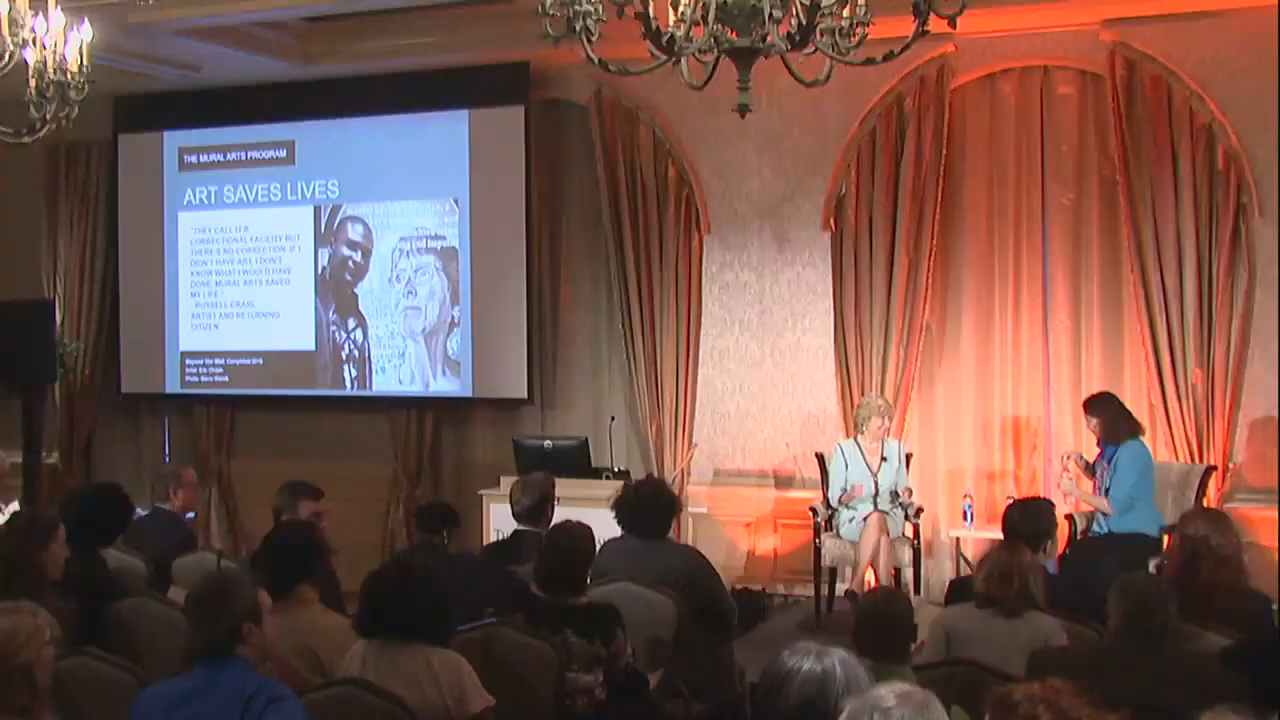 THE MURAL ARTS PROGRAM
ART SAVES LIVES
"THEY CALL IT A
CORRECTIONAL FACILITY BUT
THERE'S NO CORRECTION. IF I
DIDN'T HAVE ART, I DON'T
KNOW WHAT I WOULD HAVE
DONE. MURAL ARTS SAVED
MY LIFE."
- RUSSELL CRAIG,
ARTIST AND RETURNING
CITIZEN